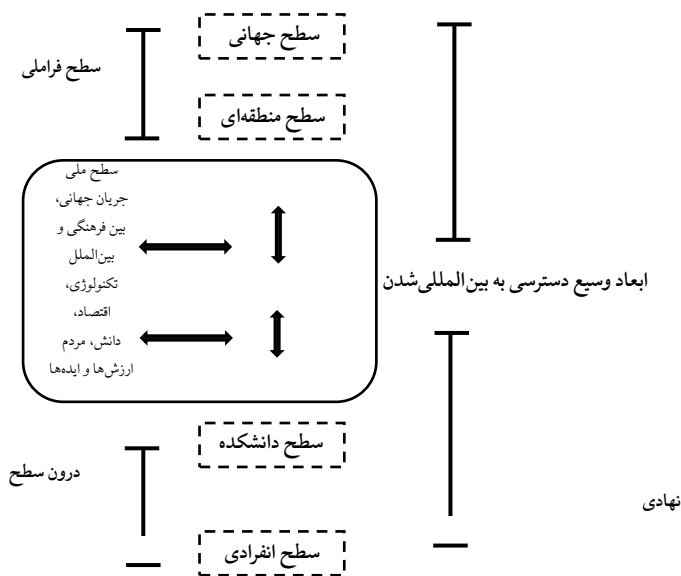 سطح جهانی
سطح فراملی
سطح منطقه‌ای
سطح ملی
جریان جهانی،
بین فرهنگی و
بین‌الملل
تکنولوژی،
اقتصاد،
دانش، مردم
ارزش‌ها و ایده‌ها
ابعاد وسیع دسترسی به بین‌المللی‌شدن
سطح دانشکده
درون سطح
نهادی
سطح انفرادی